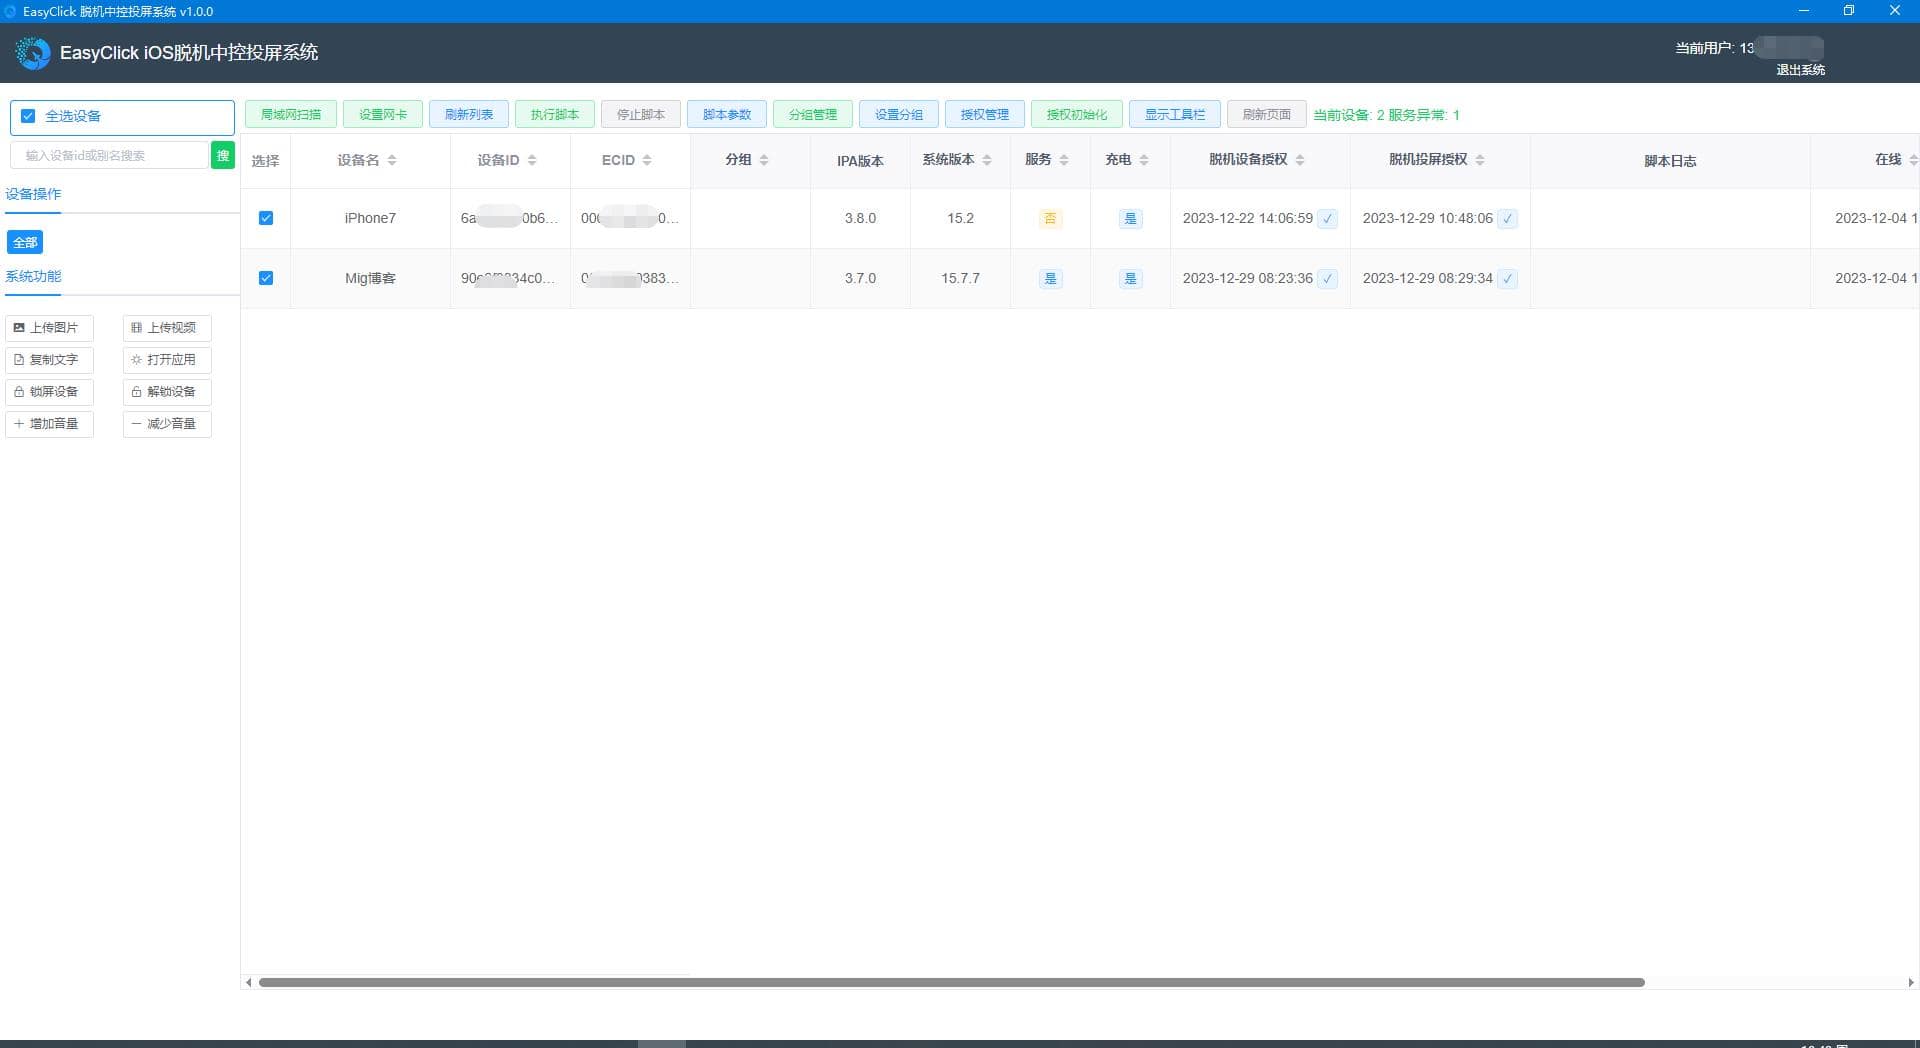 EasyClick 脱机中控投屏系统 v1.0.0
EasyClick iOS脱机中控投屏系统
当前用户: 13
退出系统
全选设备
局域网扫描 设置网卡 刷新列表 执行脚本 停止脚本 脚本参数 分组管理 设置分组 授权管理 授权初始化 显示工具栏 刷新页面 当前设备: 2 服务异常: 1
输入设备id或别名搜索 搜
选择 设备名 设备ID ECID 分组 IPA版本 系统版本 服务 充电 脱机设备授权 脱机投屏授权 脚本日志 在线
设备操作
iPhone7 6a 0b6... 00 0... 3.8.0 15.2 否 是 2023-12-22 14:06:59 ✓ 2023-12-29 10:48:06 ✓ 2023-12-04 1
全部
系统功能
Mig博客 90 34c0... 0 383... 3.7.0 15.7.7 是 是 2023-12-29 08:23:36 ✓ 2023-12-29 08:29:34 ✓ 2023-12-04 1
上传图片 上传视频
复制文字 打开应用
锁屏设备 解锁设备
增加音量 减少音量